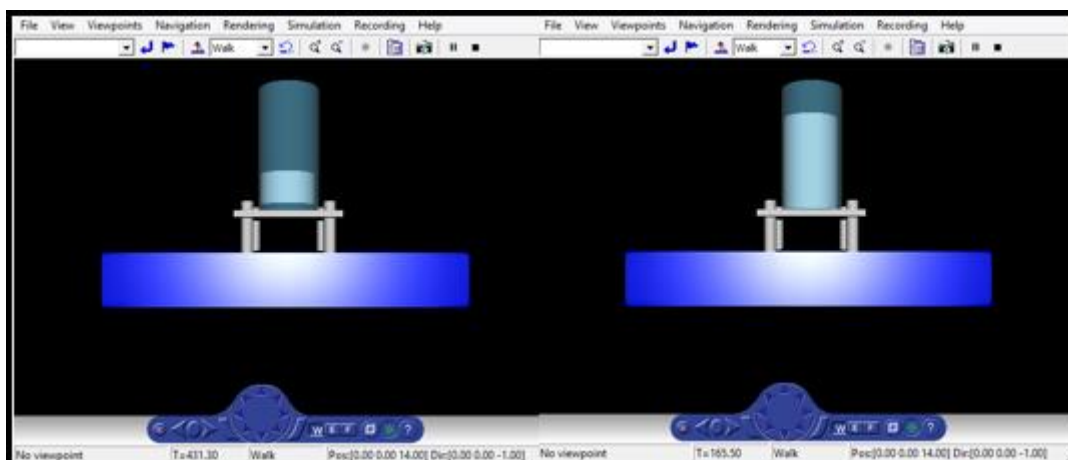 File View Viewpoints Navigation Rendering Simulation Recording Help
Walk
W E F ?
No viewpoint T=431.30 Walk Pos:[0.00 0.00 14.00] Dir:[0.00 0.00 -1.00]
File View Viewpoints Navigation Rendering Simulation Recording Help
Walk
W E F ?
No viewpoint T=165.50 Walk Pos:[0.00 0.00 14.00] Dir:[0.00 0.00 -1.00]